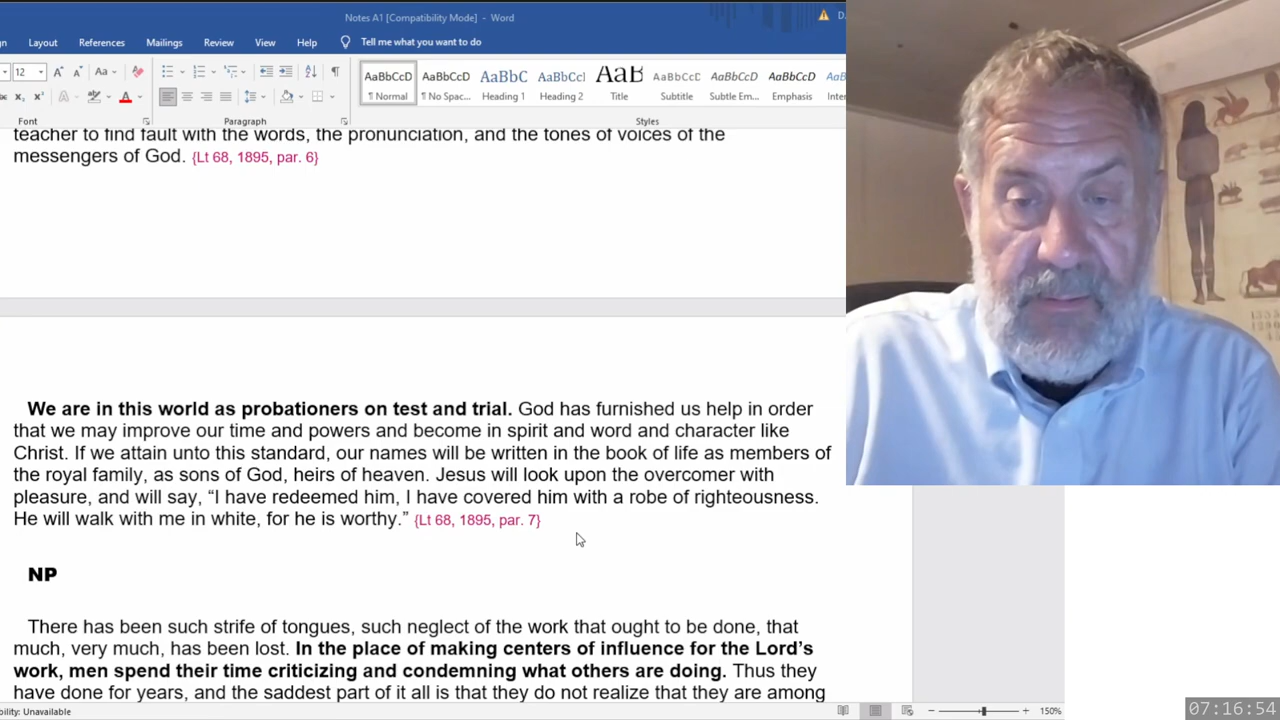 Notes A1 [Compatibility Mode] - Word
D.
Layout References Mailings Review View Help Tell me what you want to do
12 Aa
AaBbCcD AaBbCcD AaBbC AaBbCcI AaB AaBbCcD AaBbCcD AaBbCcD AaBb
¶ Normal ¶ No Spac... Heading 1 Heading 2 Title Subtitle Subtle Em... Emphasis Inter
Font Paragraph Styles
teacher to find fault with the words, the pronunciation, and the tones of voices of the
messengers of God. {Lt 68, 1895, par. 6}
We are in this world as probationers on test and trial. God has furnished us help in order
that we may improve our time and powers and become in spirit and word and character like
Christ. If we attain unto this standard, our names will be written in the book of life as members of
the royal family, as sons of God, heirs of heaven. Jesus will look upon the overcomer with
pleasure, and will say, “I have redeemed him, I have covered him with a robe of righteousness.
He will walk with me in white, for he is worthy.” {Lt 68, 1895, par. 7}
NP
There has been such strife of tongues, such neglect of the work that ought to be done, that
much, very much, has been lost. In the place of making centers of influence for the Lord’s
work, men spend their time criticizing and condemning what others are doing. Thus they
have done for years, and the saddest part of it all is that they do not realize that they are among
bility: Unavailable
150%
07:16:54